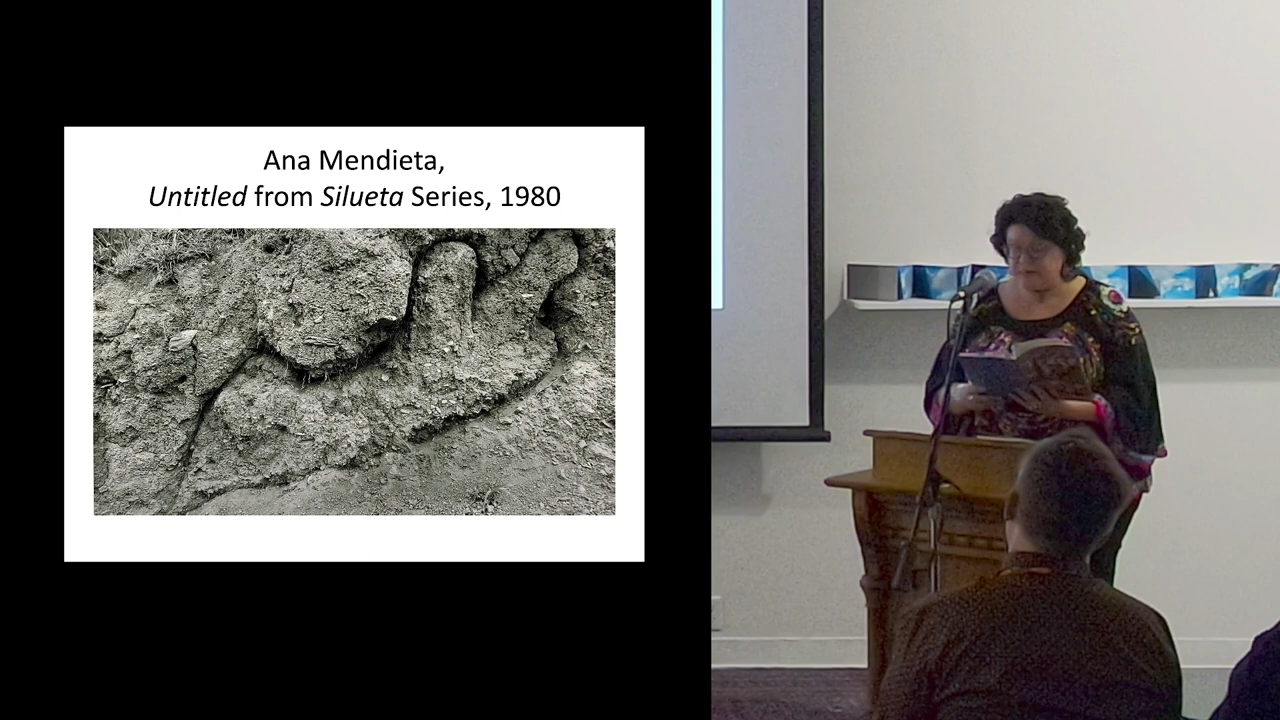 Ana Mendieta,
Untitled from Silueta Series, 1980